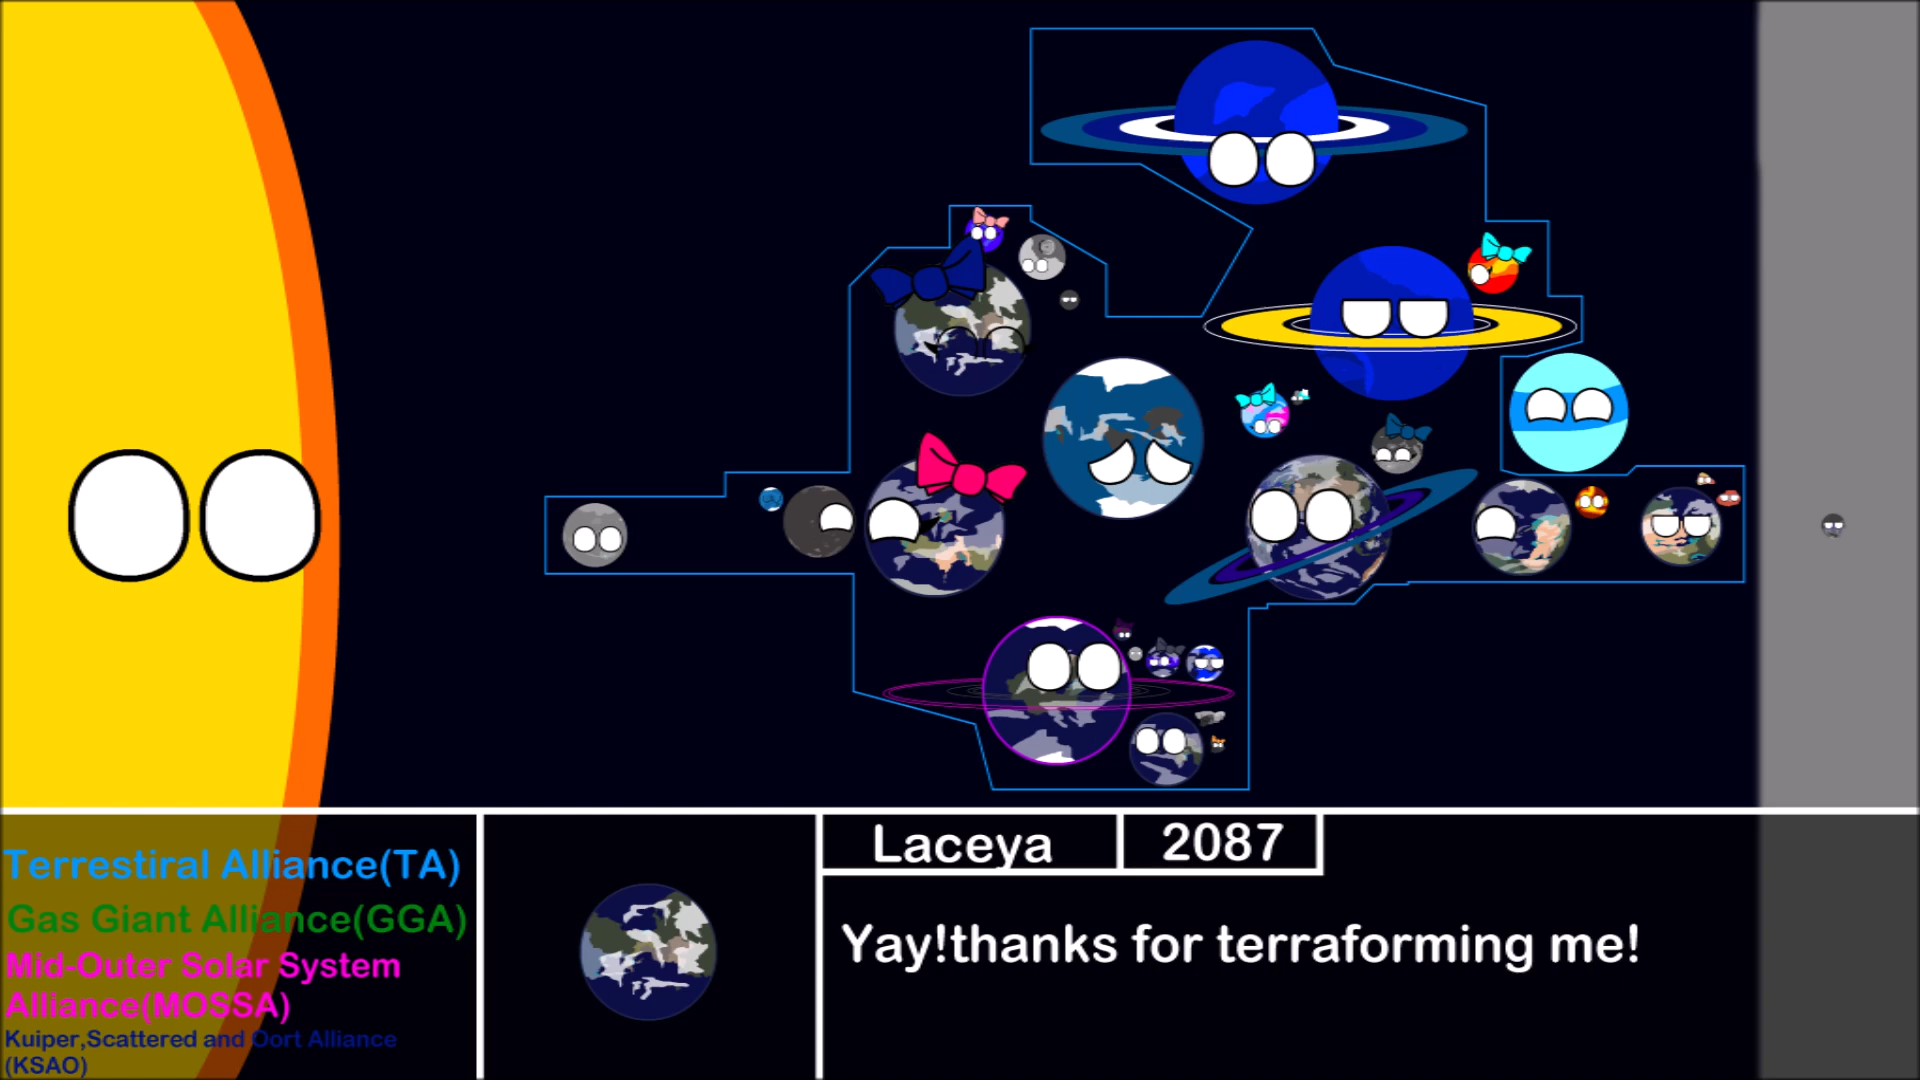 Terrestiral Alliance(TA)
Gas Giant Alliance(GGA)
Mid-Outer Solar System
Alliance(MOSSA)
Kuiper,Scattered and Oort Alliance
(KSAO)
Laceya
2087
Yay!thanks for terraforming me!